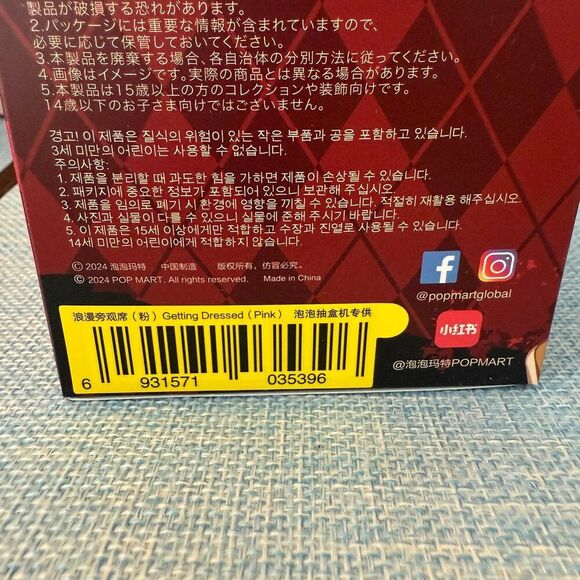 製品が破損する恐れがあります。
2.パッケージには重要な情報が含まれていますので、
必要に応じて保管しておいてください。
3.本製品を廃棄する場合、各自治体の分別方法に従ってください。
4.画像はイメージです。実際の商品とは異なる場合があります。
5.本製品は15歳以上の方のコレクションや装飾向けです。
14歳以下のお子さま向けではございません。
경고! 이 제품은 질식의 위험이 있는 작은 부품과 공을 포함하고 있습니다.
3세 미만의 어린이는 사용할 수 없습니다.
주의사항:
1. 제품을 분리할 때 과도한 힘을 가하면 제품이 손상될 수 있습니다.
2. 패키지에 중요한 정보가 포함되어 있으니 보관해 주십시오.
3. 제품을 임의로 폐기 시 환경에 영향을 끼칠 수 있습니다. 적절히 재활용 해주십시오.
4. 사진과 실물이 다를 수 있으니 실물에 준해 주시기 바랍니다.
5. 이 제품은 15세 이상에게만 적합하고 수장과 진열로 사용될 수 있습니다.
14세 미만의 어린이에게 적합하지 않습니다.
© 2024 泡泡玛特 中国制造 版权所有，仿冒必究。
© 2024 POP MART. All rights reserved. Made in China
@popmartglobal
小红书
@泡泡玛特POPMART
浪漫旁观席（粉）Getting Dressed（Pink） 泡泡抽盒机专供
6 931571 035396